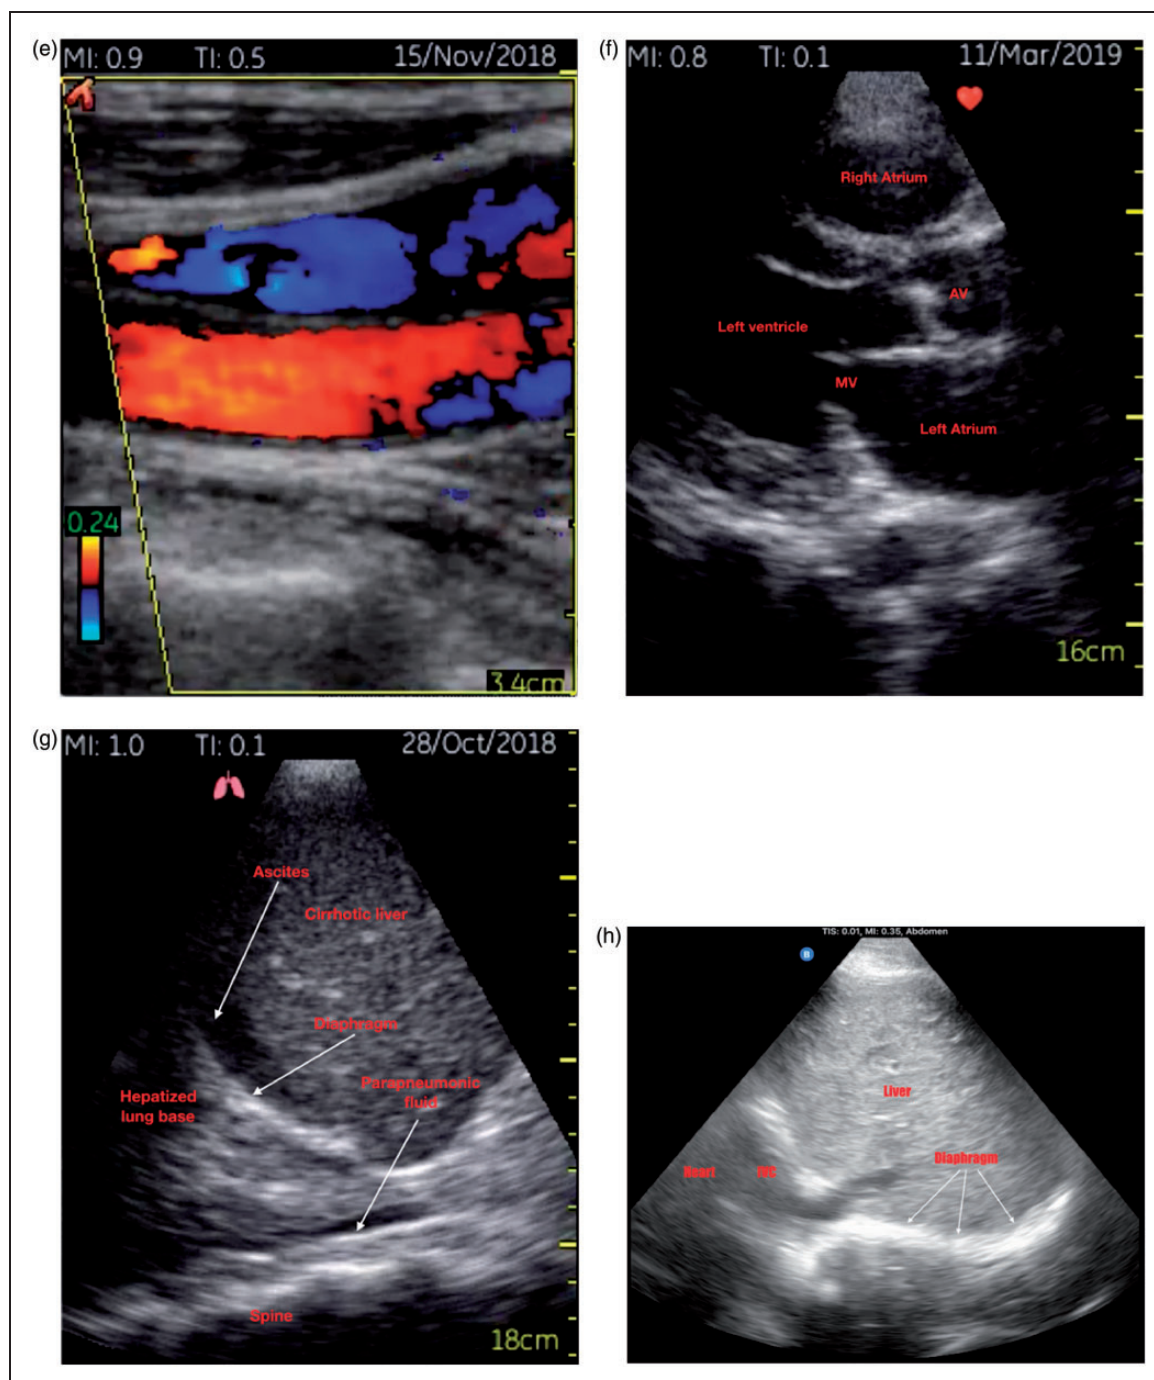 (e)
MI: 0.9 TI: 0.5 15/Nov/2018
0.24
3.4cm
(f)
MI: 0.8 TI: 0.1 11/Mar/2019
Right Atrium
AV
Left ventricle
MV
Left Atrium
16cm
(g)
MI: 1.0 TI: 0.1 28/Oct/2018
Ascites
Cirrhotic liver
Diaphragm
Parapneumonic
fluid
Hepatized
lung base
Spine
18cm
(h)
TIS: 0.01, MI: 0.35, Abdomen
B
Liver
Diaphragm
Heart
IVC